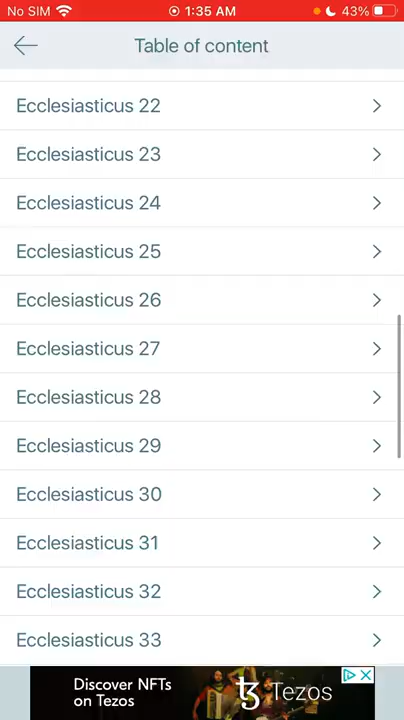 No SIM 1:35 AM 43%
Table of content
Ecclesiasticus 22
Ecclesiasticus 23
Ecclesiasticus 24
Ecclesiasticus 25
Ecclesiasticus 26
Ecclesiasticus 27
Ecclesiasticus 28
Ecclesiasticus 29
Ecclesiasticus 30
Ecclesiasticus 31
Ecclesiasticus 32
Ecclesiasticus 33
Discover NFTs
on Tezos
Tezos